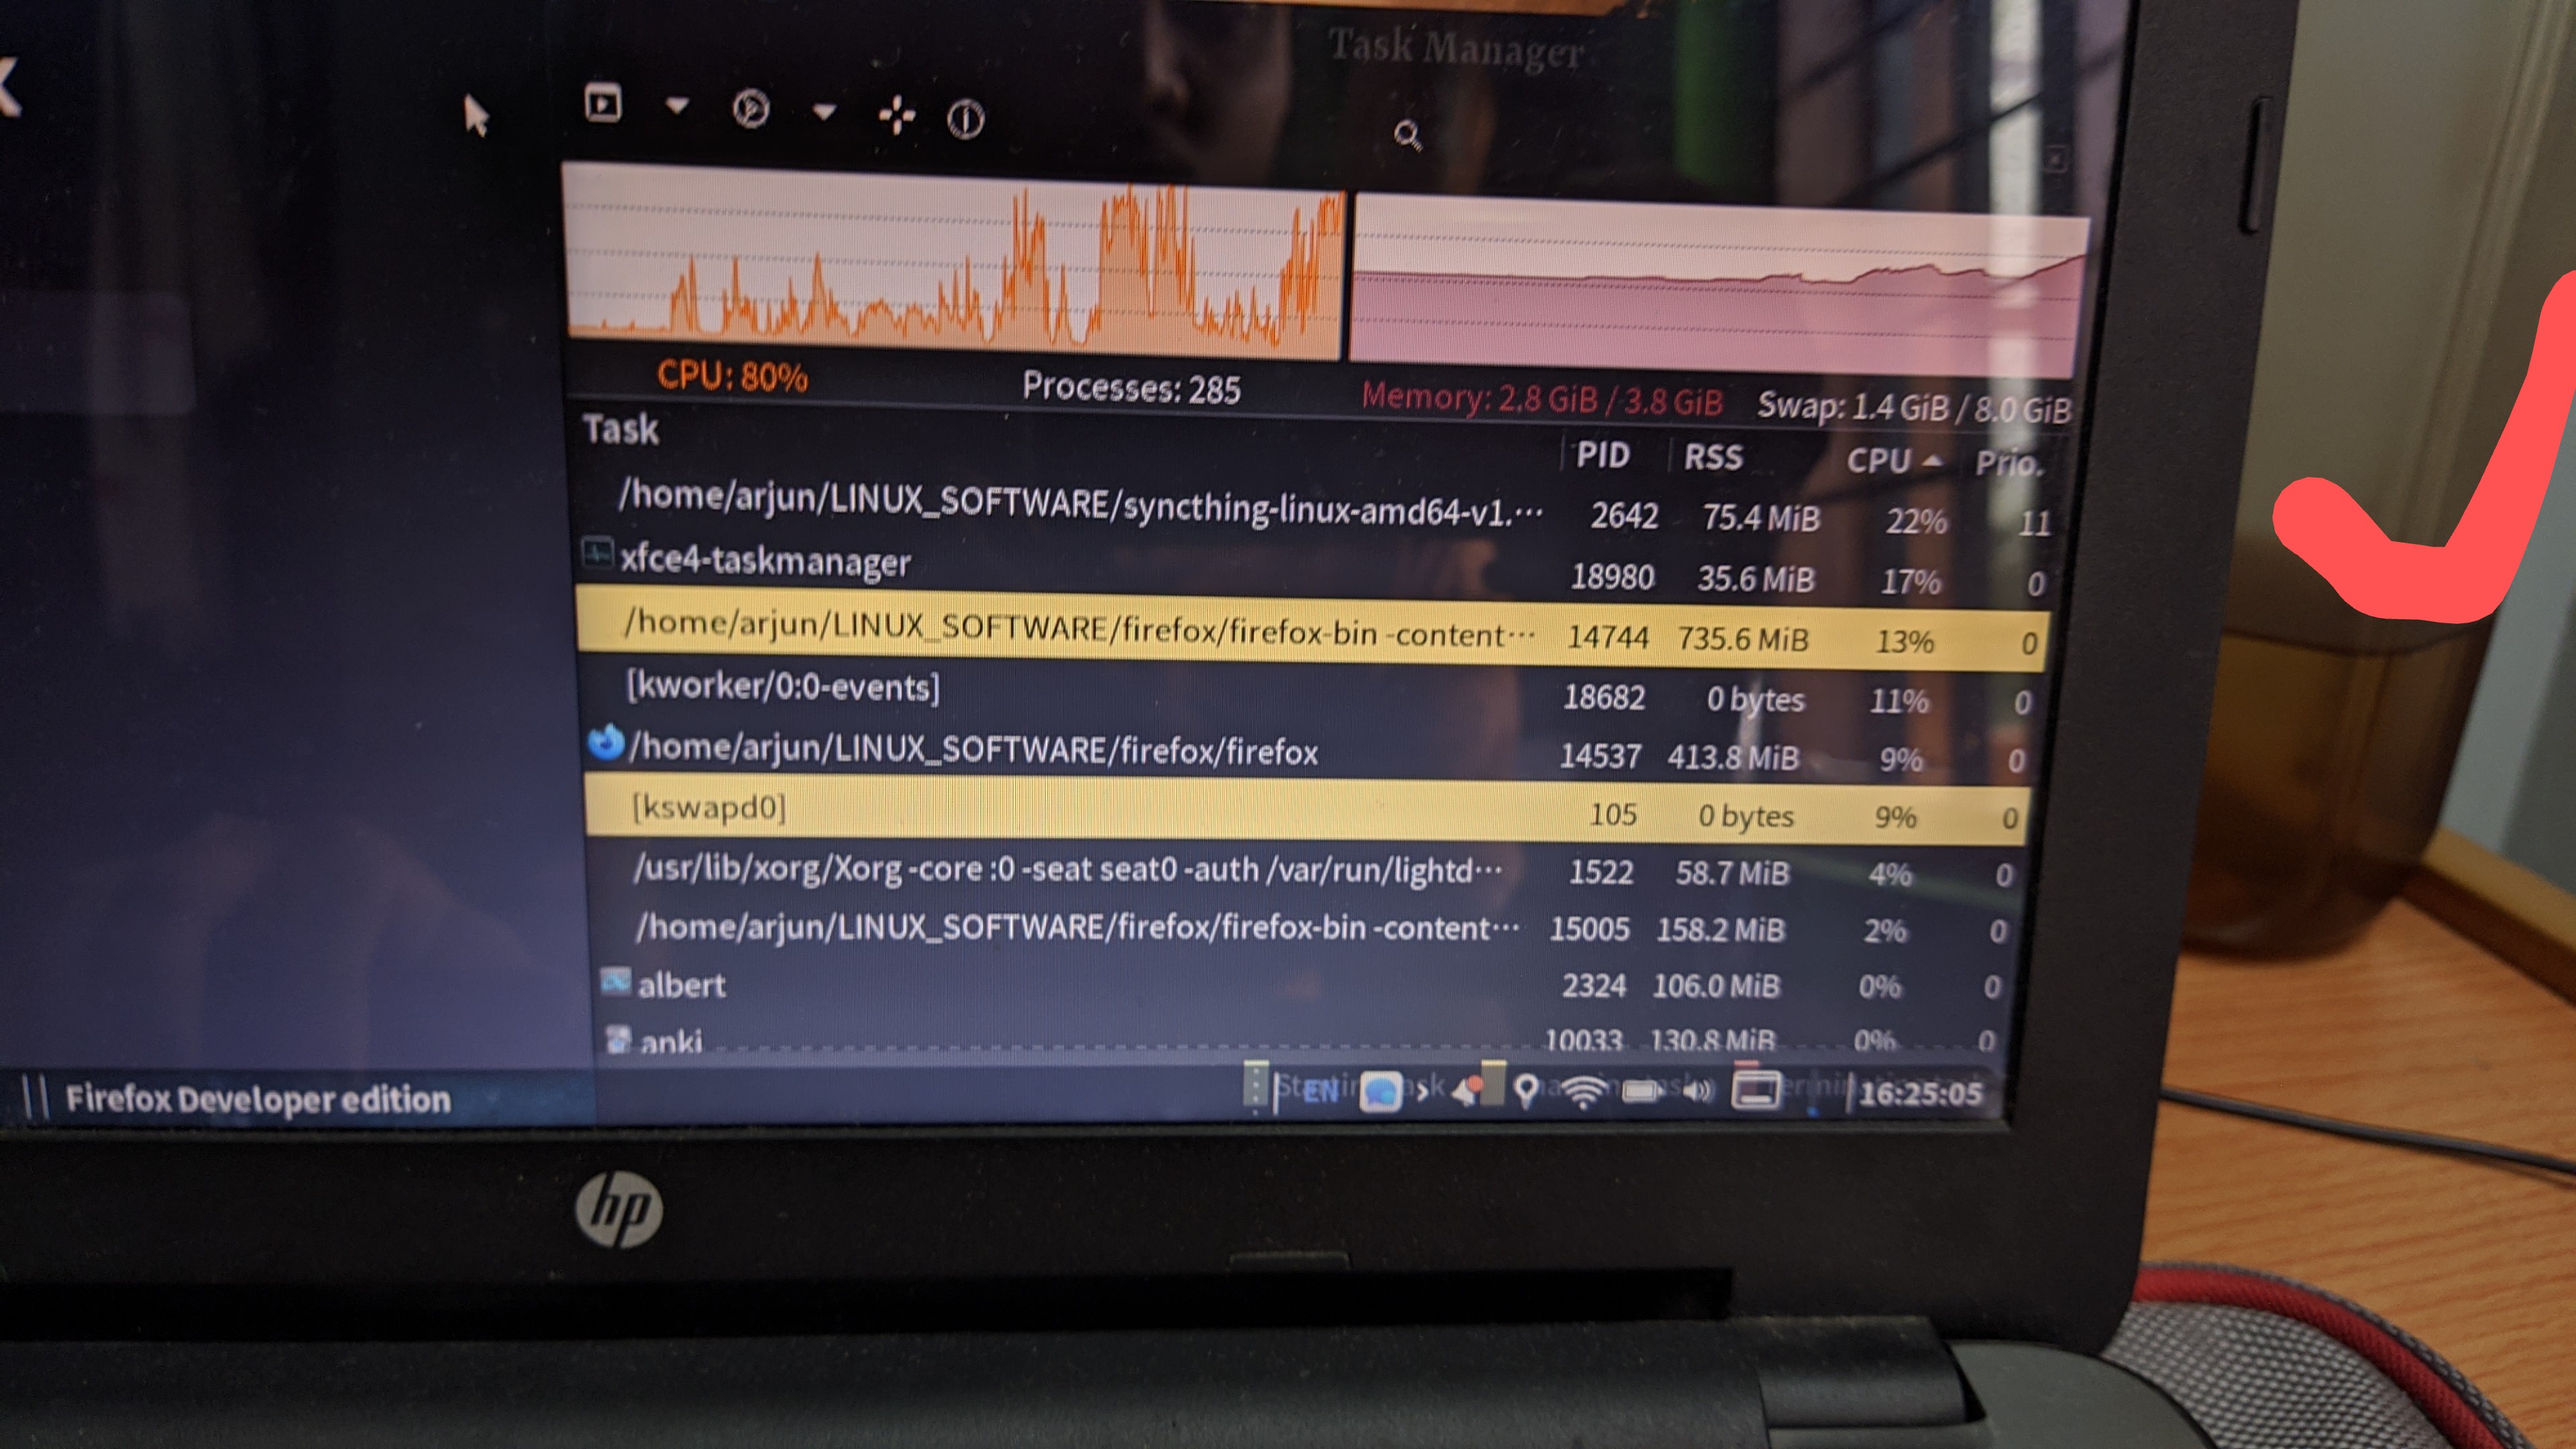 Task Manager
CPU: 80% Processes: 285 Memory: 2.8 GiB / 3.8 GiB Swap: 1.4 GiB / 8.0 GiB
Task PID RSS CPU Prio.
/home/arjun/LINUX_SOFTWARE/syncthing-linux-amd64-v1.··· 2642 75.4 MiB 22% 11
xfce4-taskmanager 18980 35.6 MiB 17% 0
/home/arjun/LINUX_SOFTWARE/firefox/firefox-bin -content··· 14744 735.6 MiB 13% 0
[kworker/0:0-events] 18682 0 bytes 11% 0
/home/arjun/LINUX_SOFTWARE/firefox/firefox 14537 413.8 MiB 9% 0
[kswapd0] 105 0 bytes 9% 0
/usr/lib/xorg/Xorg -core :0 -seat seat0 -auth /var/run/lightd··· 1522 58.7 MiB 4% 0
/home/arjun/LINUX_SOFTWARE/firefox/firefox-bin -content··· 15005 158.2 MiB 2% 0
albert 2324 106.0 MiB 0% 0
anki 10033 130.8 MiB 0% 0
Firefox Developer edition EN 16:25:05
hp